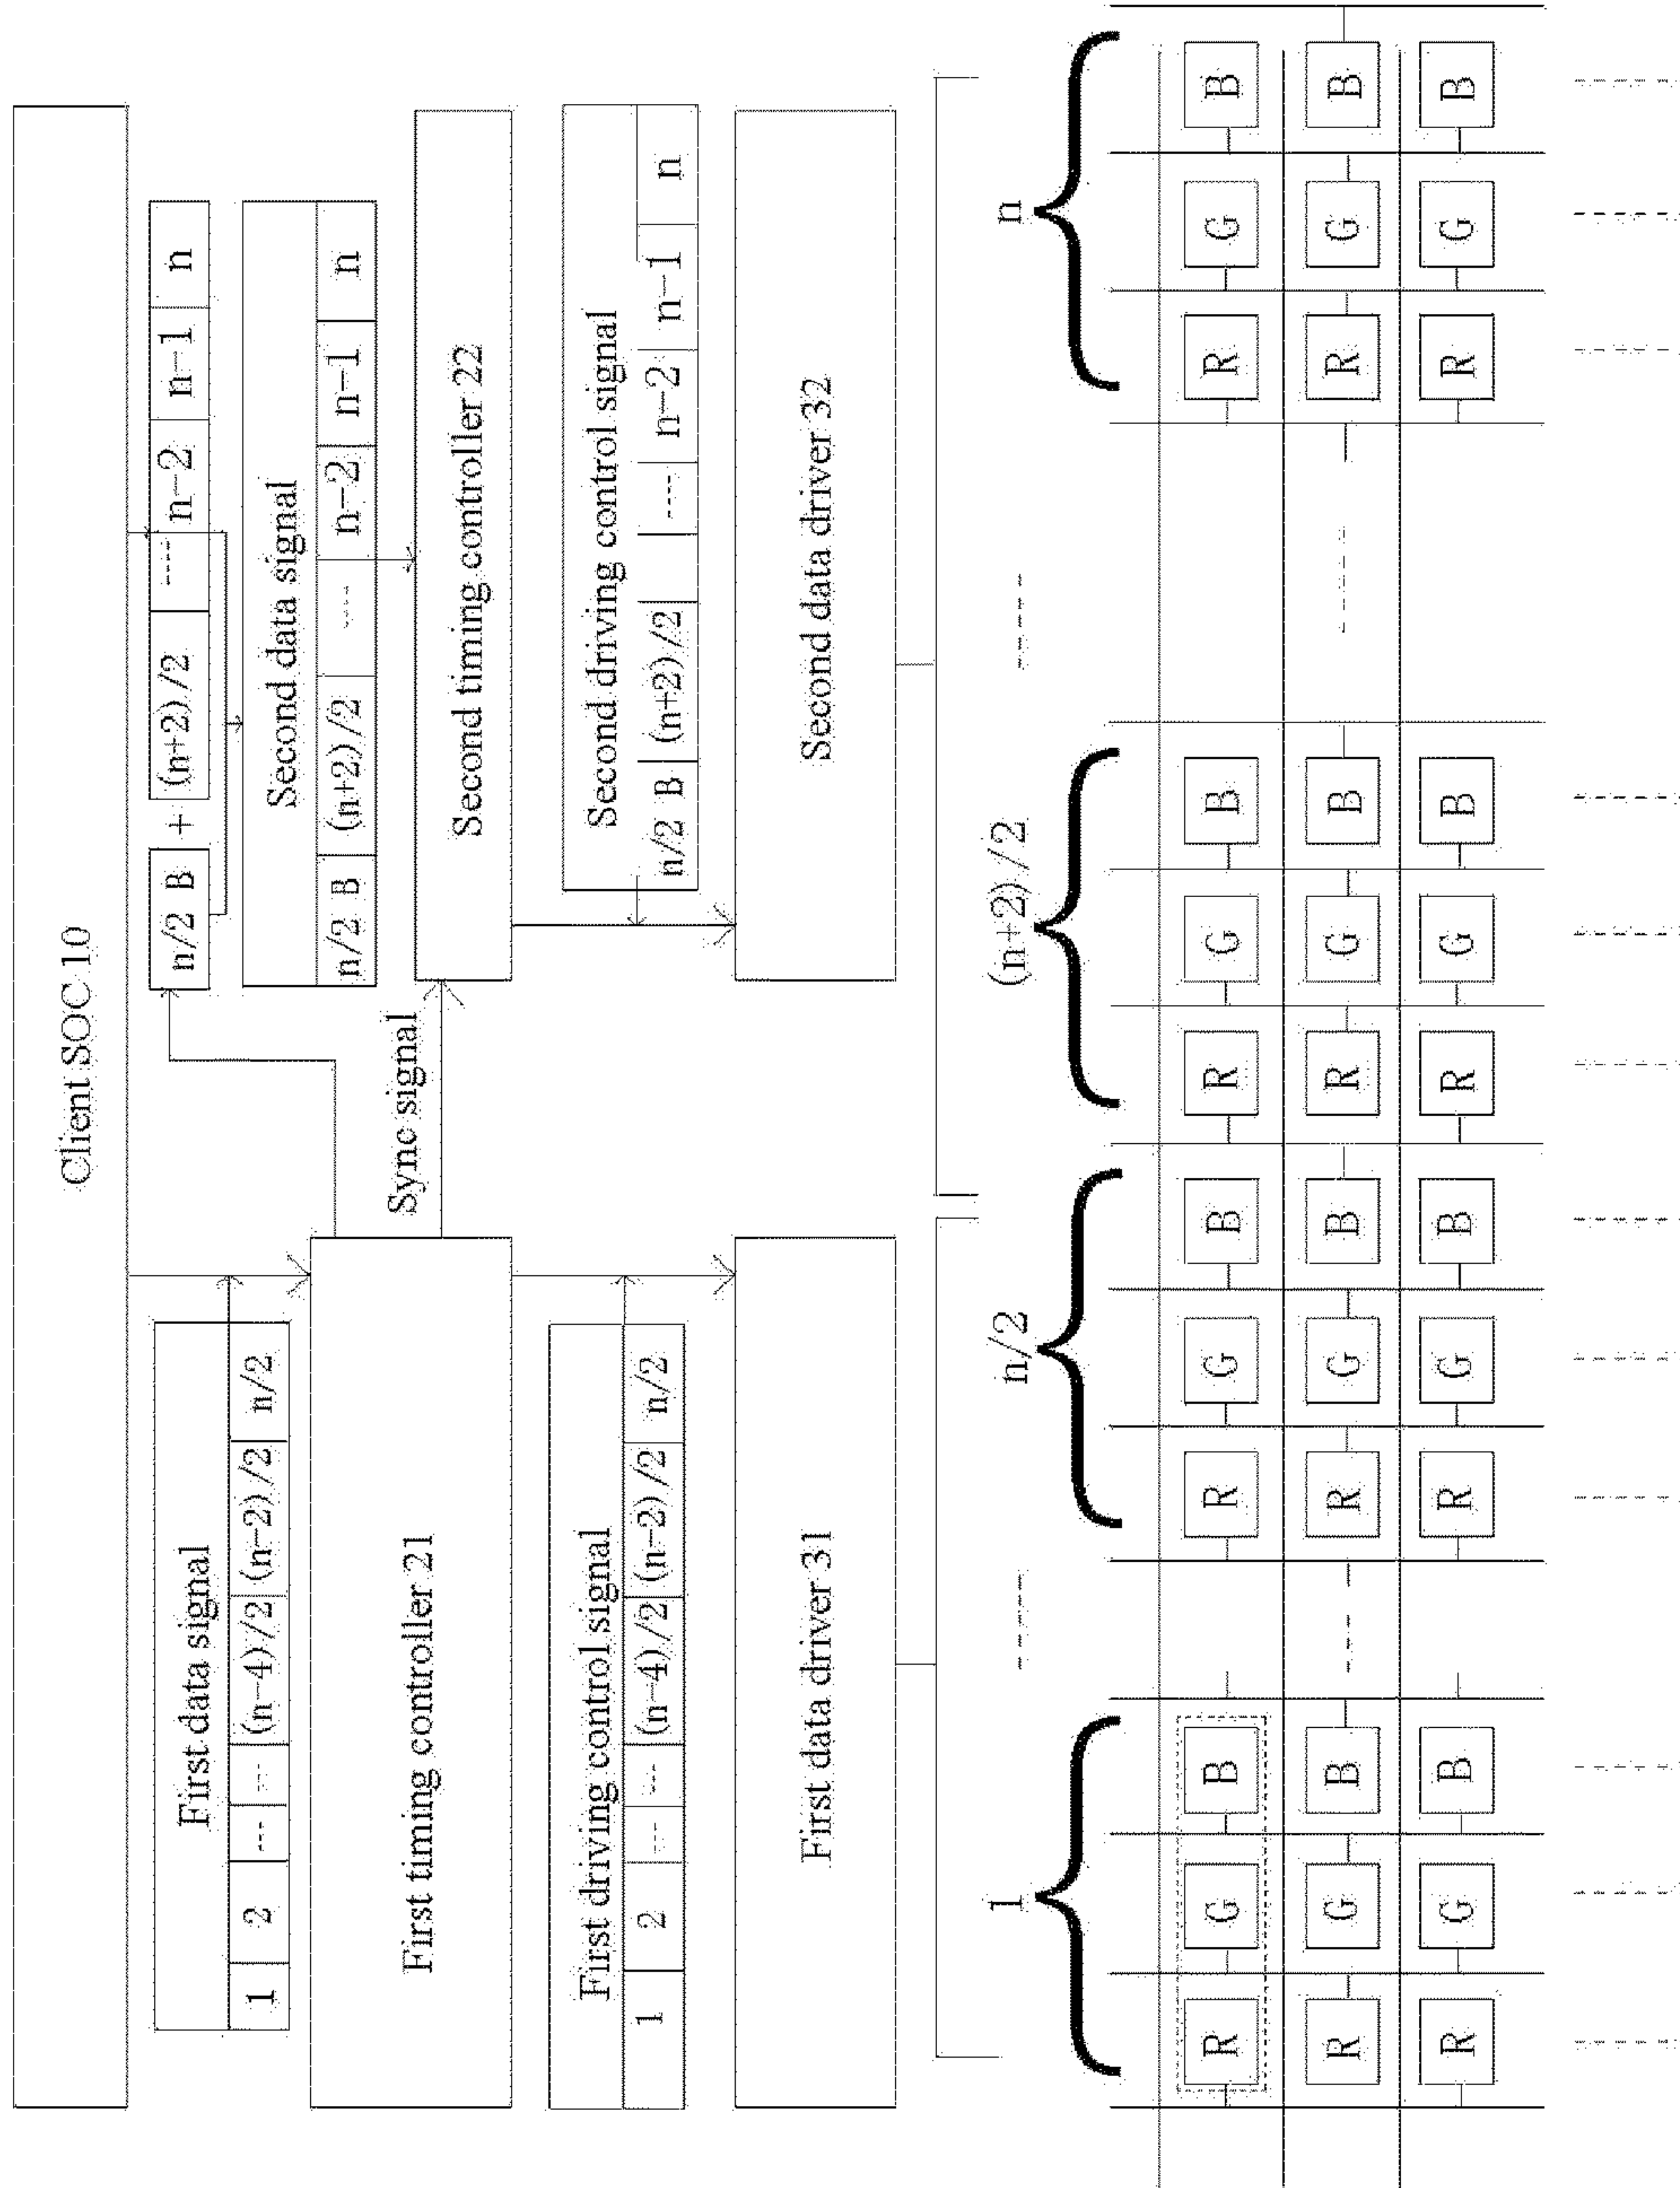 Client SOC 10
First data signal
1 2 --- --- (n-4)/2 (n-2)/2 n/2
n/2 B + (n+2)/2 ---- n-2 n-1 n
Second data signal
n/2 B (n+2)/2 ---- n-2 n-1 n
First timing controller 21
Sync signal
Second timing controller 22
First driving control signal
1 2 --- --- (n-4)/2 (n-2)/2 n/2
Second driving control signal
n/2 B (n+2)/2 ---- n-2 n-1 n
First data driver 31
Second data driver 32
1 ---- n/2 (n+2)/2 ---- n
R G B R G B R G B R G B
R G B ---- R G B R G B ---- R G B
R G B R G B R G B R G B